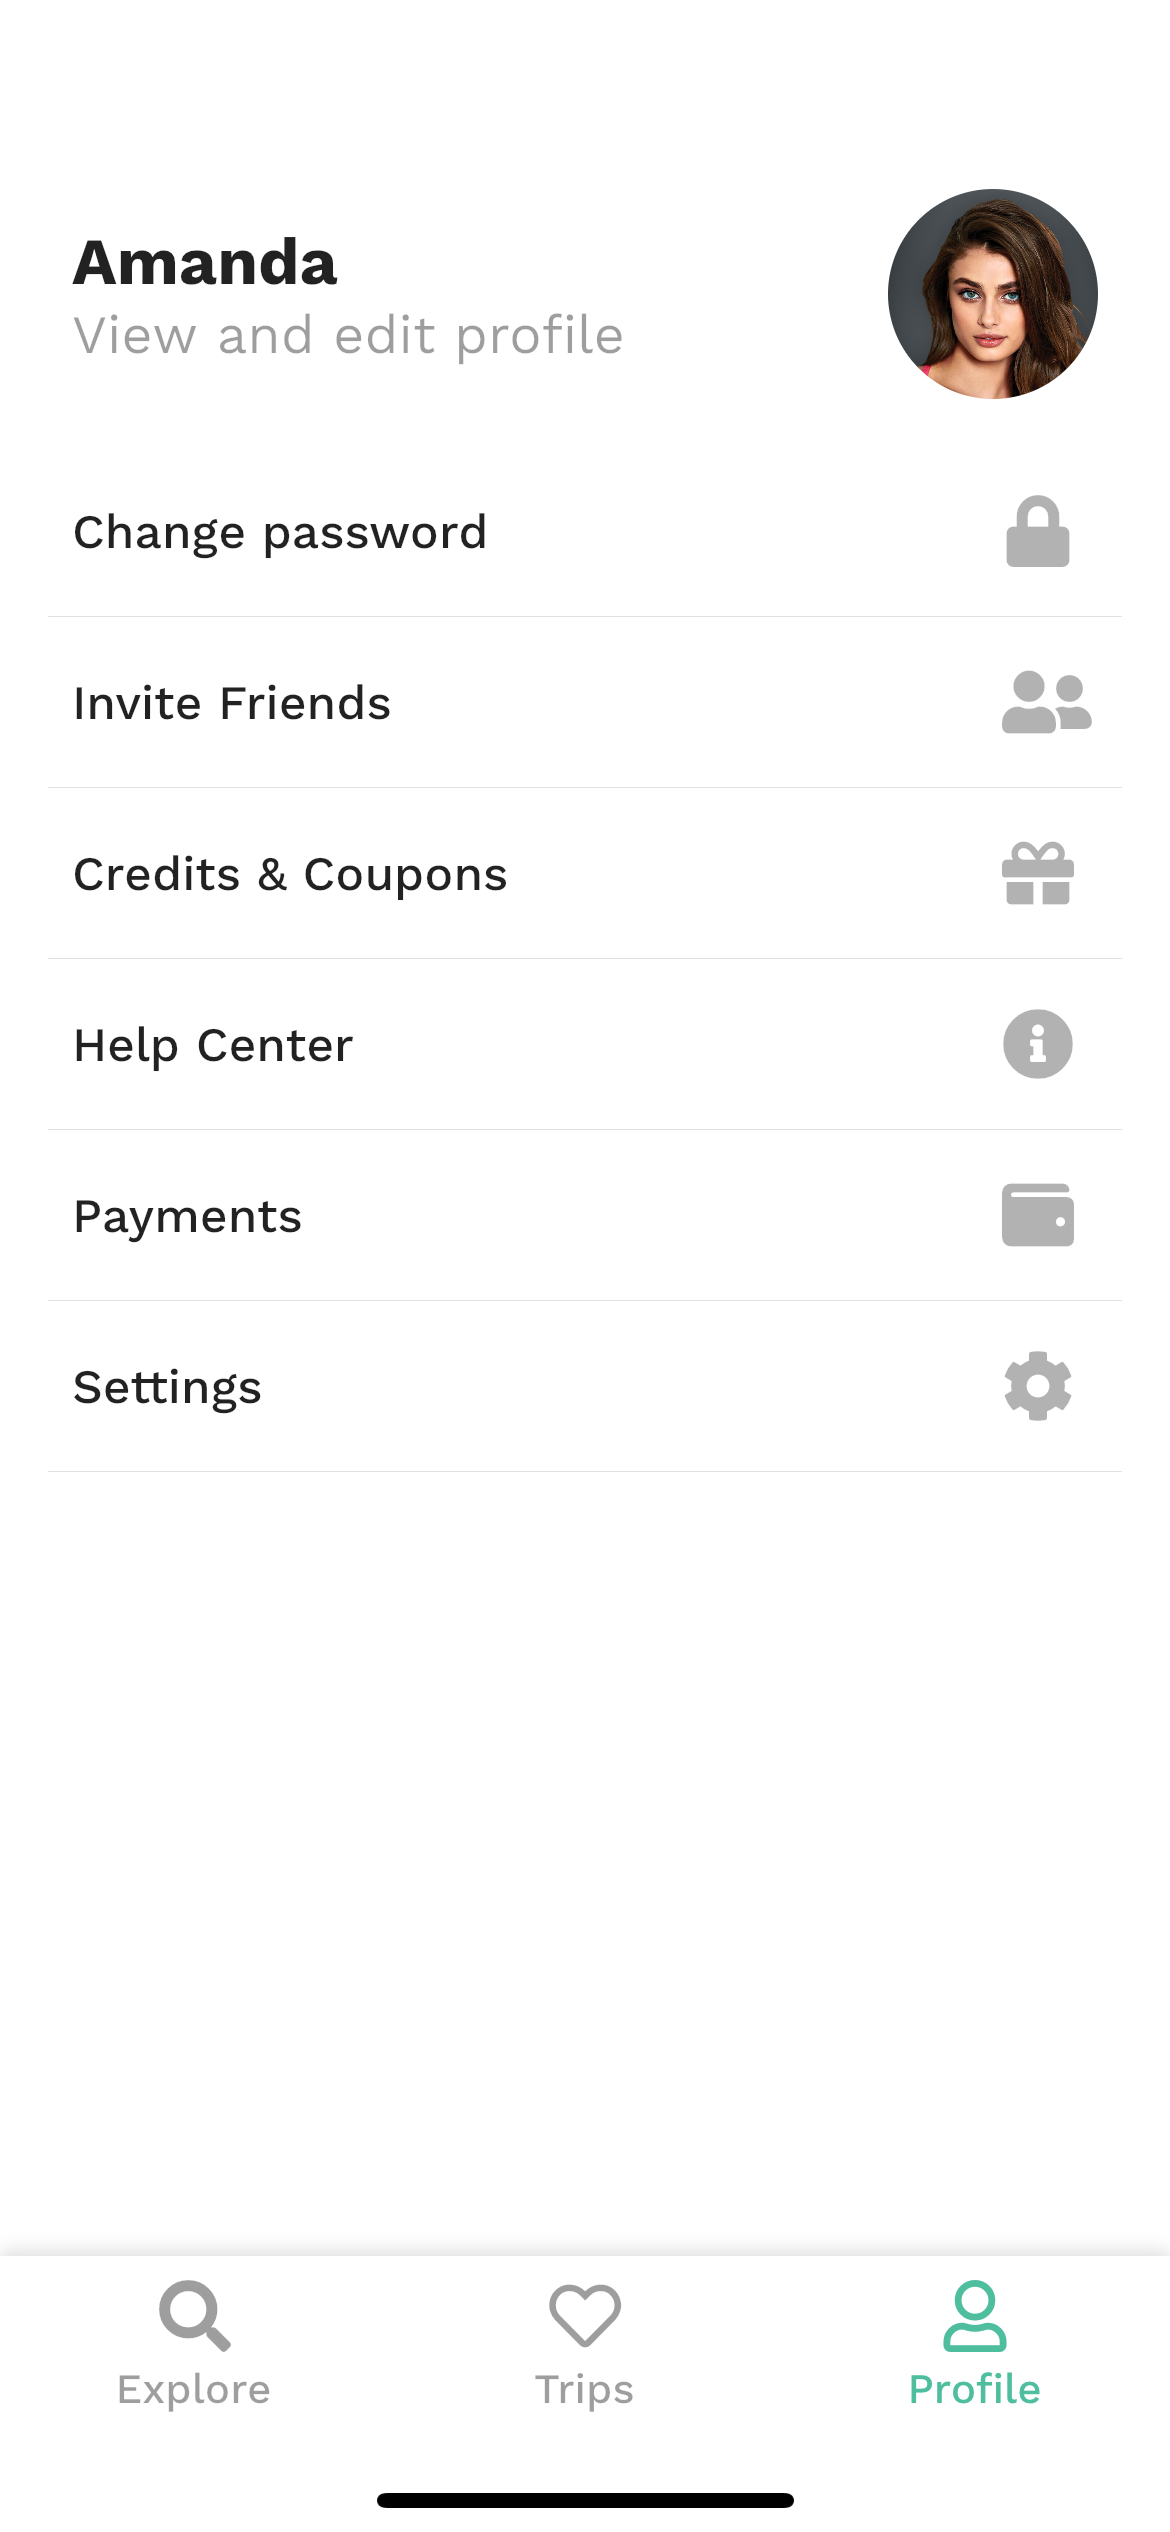 Amanda
View and edit profile
Change password
Invite Friends
Credits & Coupons
Help Center
Payments
Settings
Explore
Trips
Profile